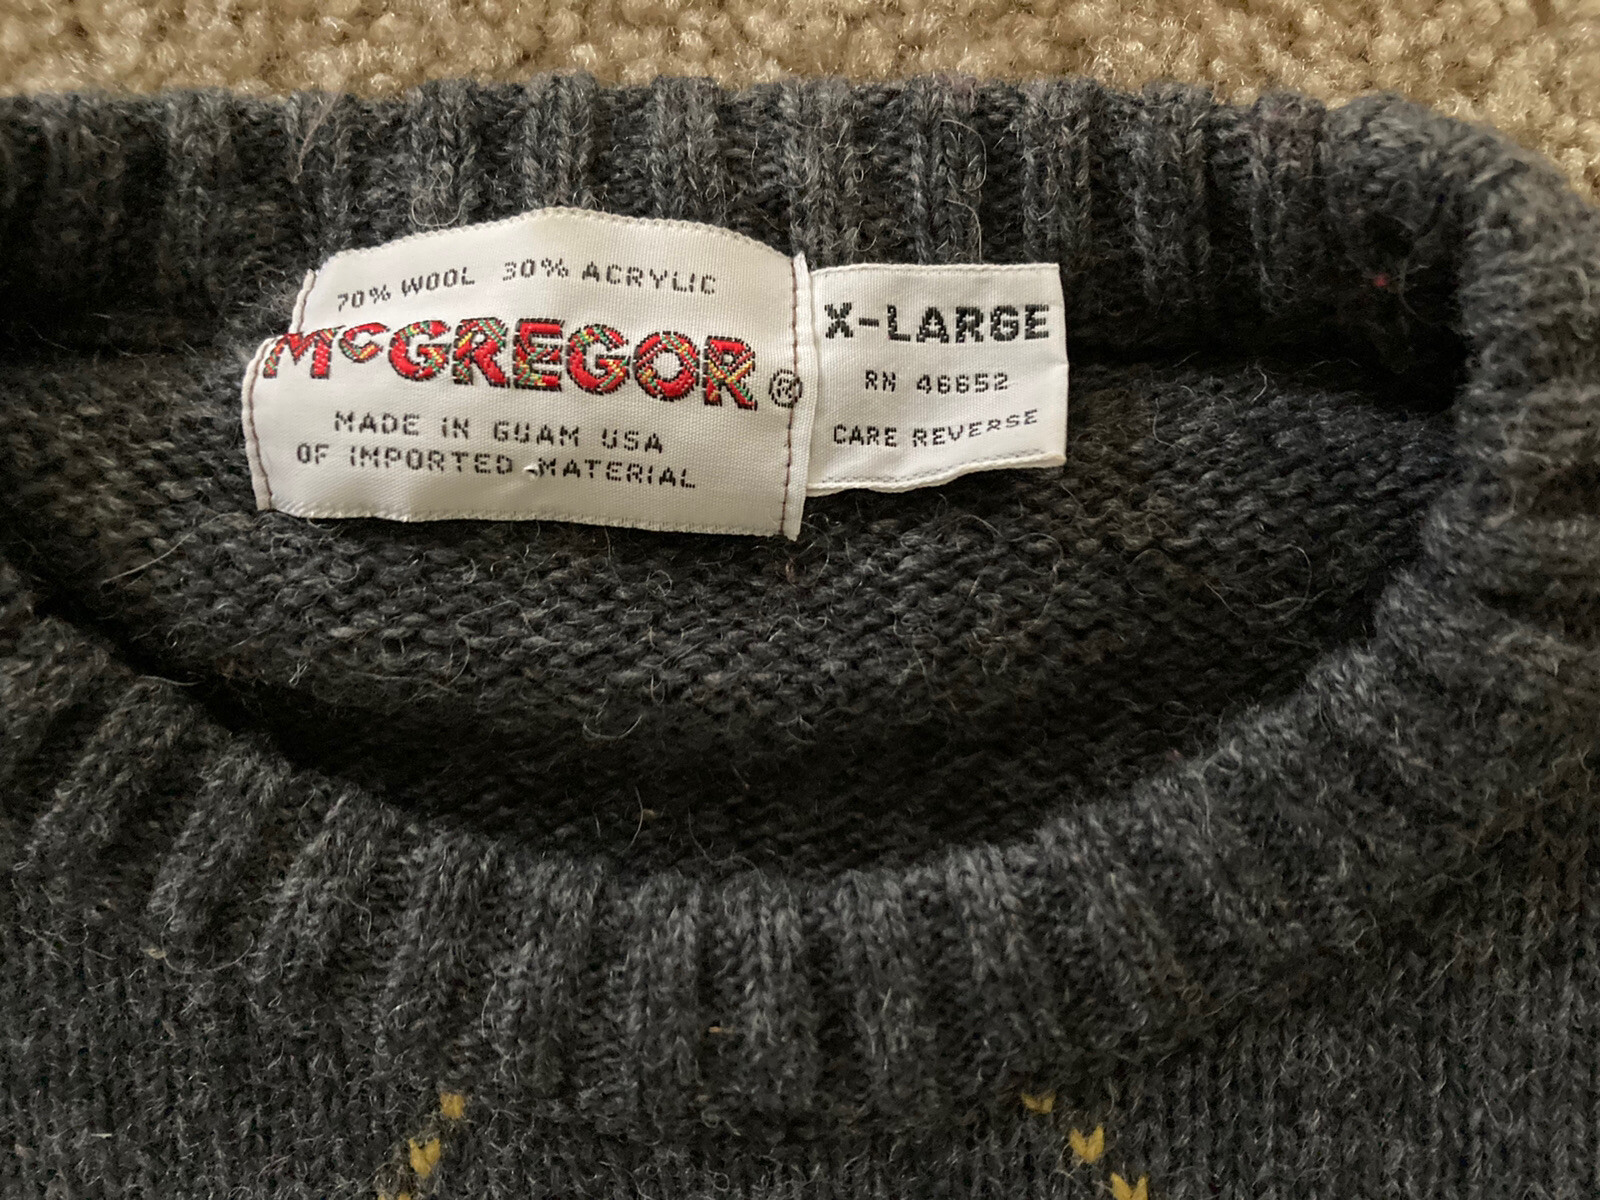 70% WOOL 30% ACRYLIC
McGREGOR®
MADE IN GUAM USA
OF IMPORTED MATERIAL
X-LARGE
RN 46652
CARE REVERSE